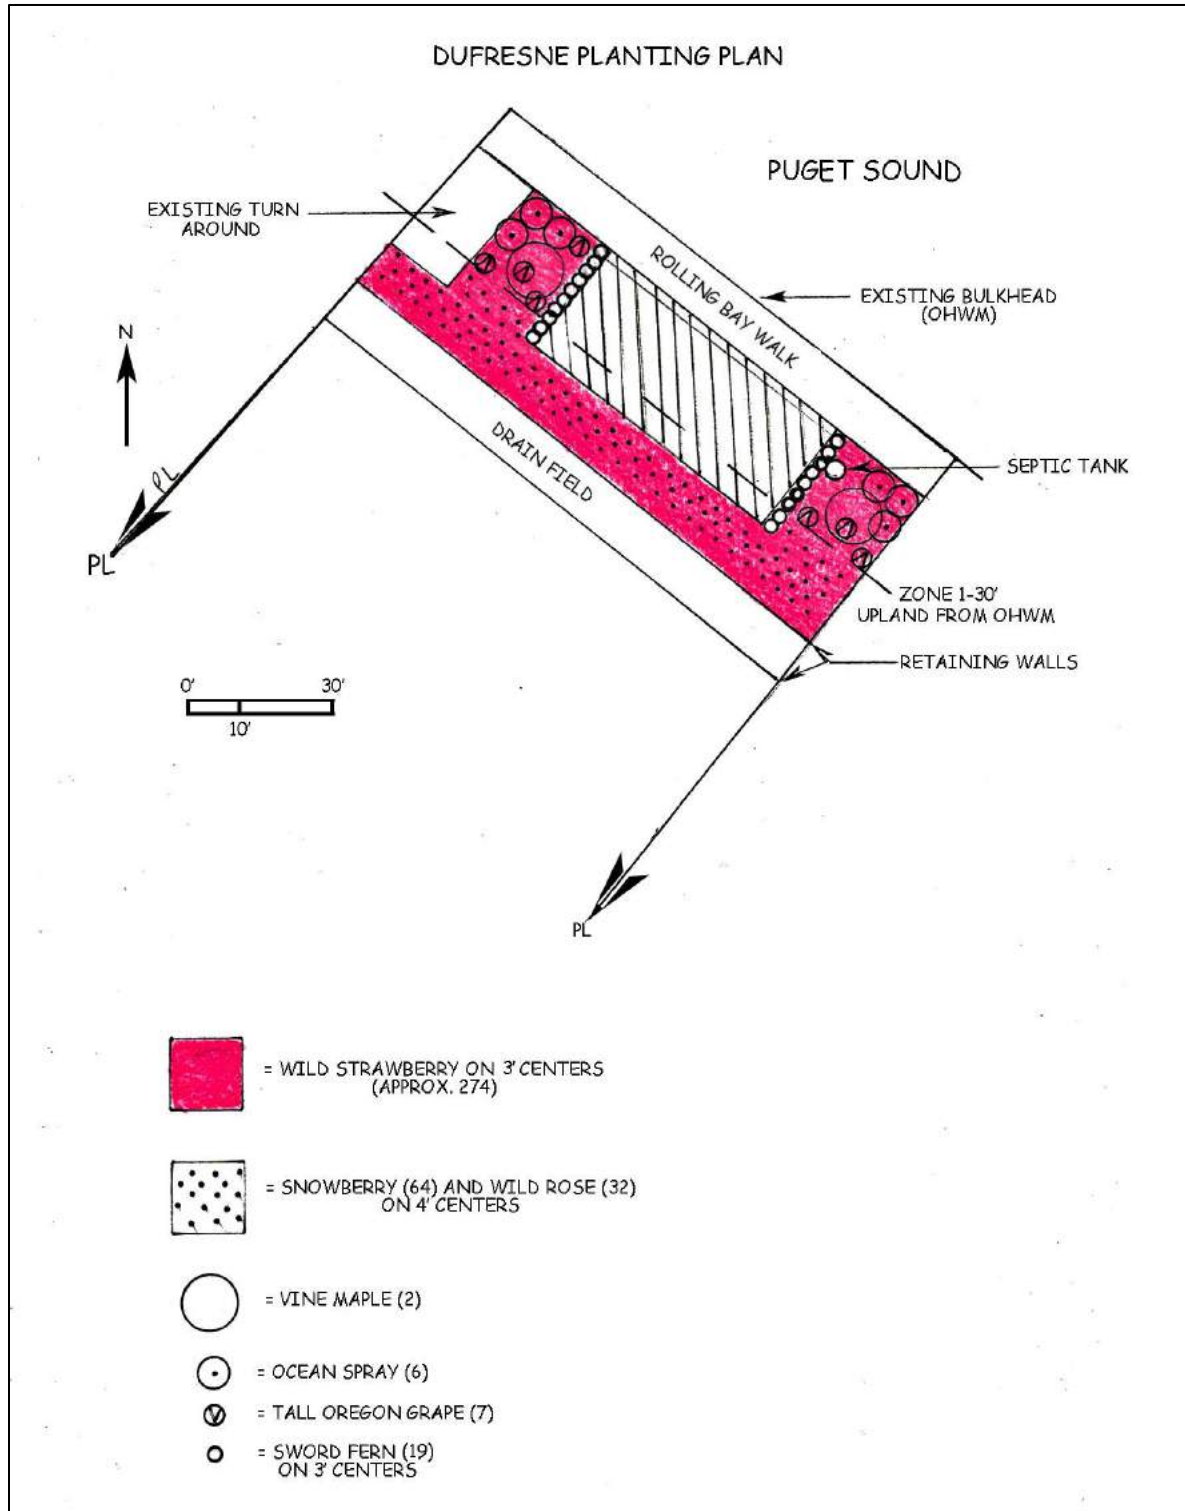 DUFRESNE PLANTING PLAN
PUGET SOUND
EXISTING TURN
AROUND
ROLLING BAY WALK
EXISTING BULKHEAD
(OHWM)
N
DRAIN FIELD
SEPTIC TANK
PL
PL
ZONE 1-30'
UPLAND FROM OHWM
RETAINING WALLS
0' 30'
10'
PL
= WILD STRAWBERRY ON 3' CENTERS
(APPROX. 274)
= SNOWBERRY (64) AND WILD ROSE (32)
ON 4' CENTERS
= VINE MAPLE (2)
= OCEAN SPRAY (6)
= TALL OREGON GRAPE (7)
= SWORD FERN (19)
ON 3' CENTERS